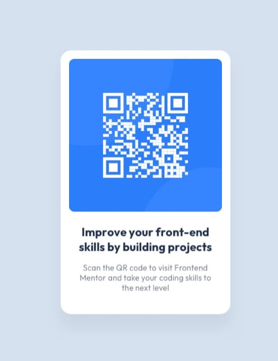 Improve your front-end
skills by building projects
Scan the QR code to visit Frontend
Mentor and take your coding skills to
the next level